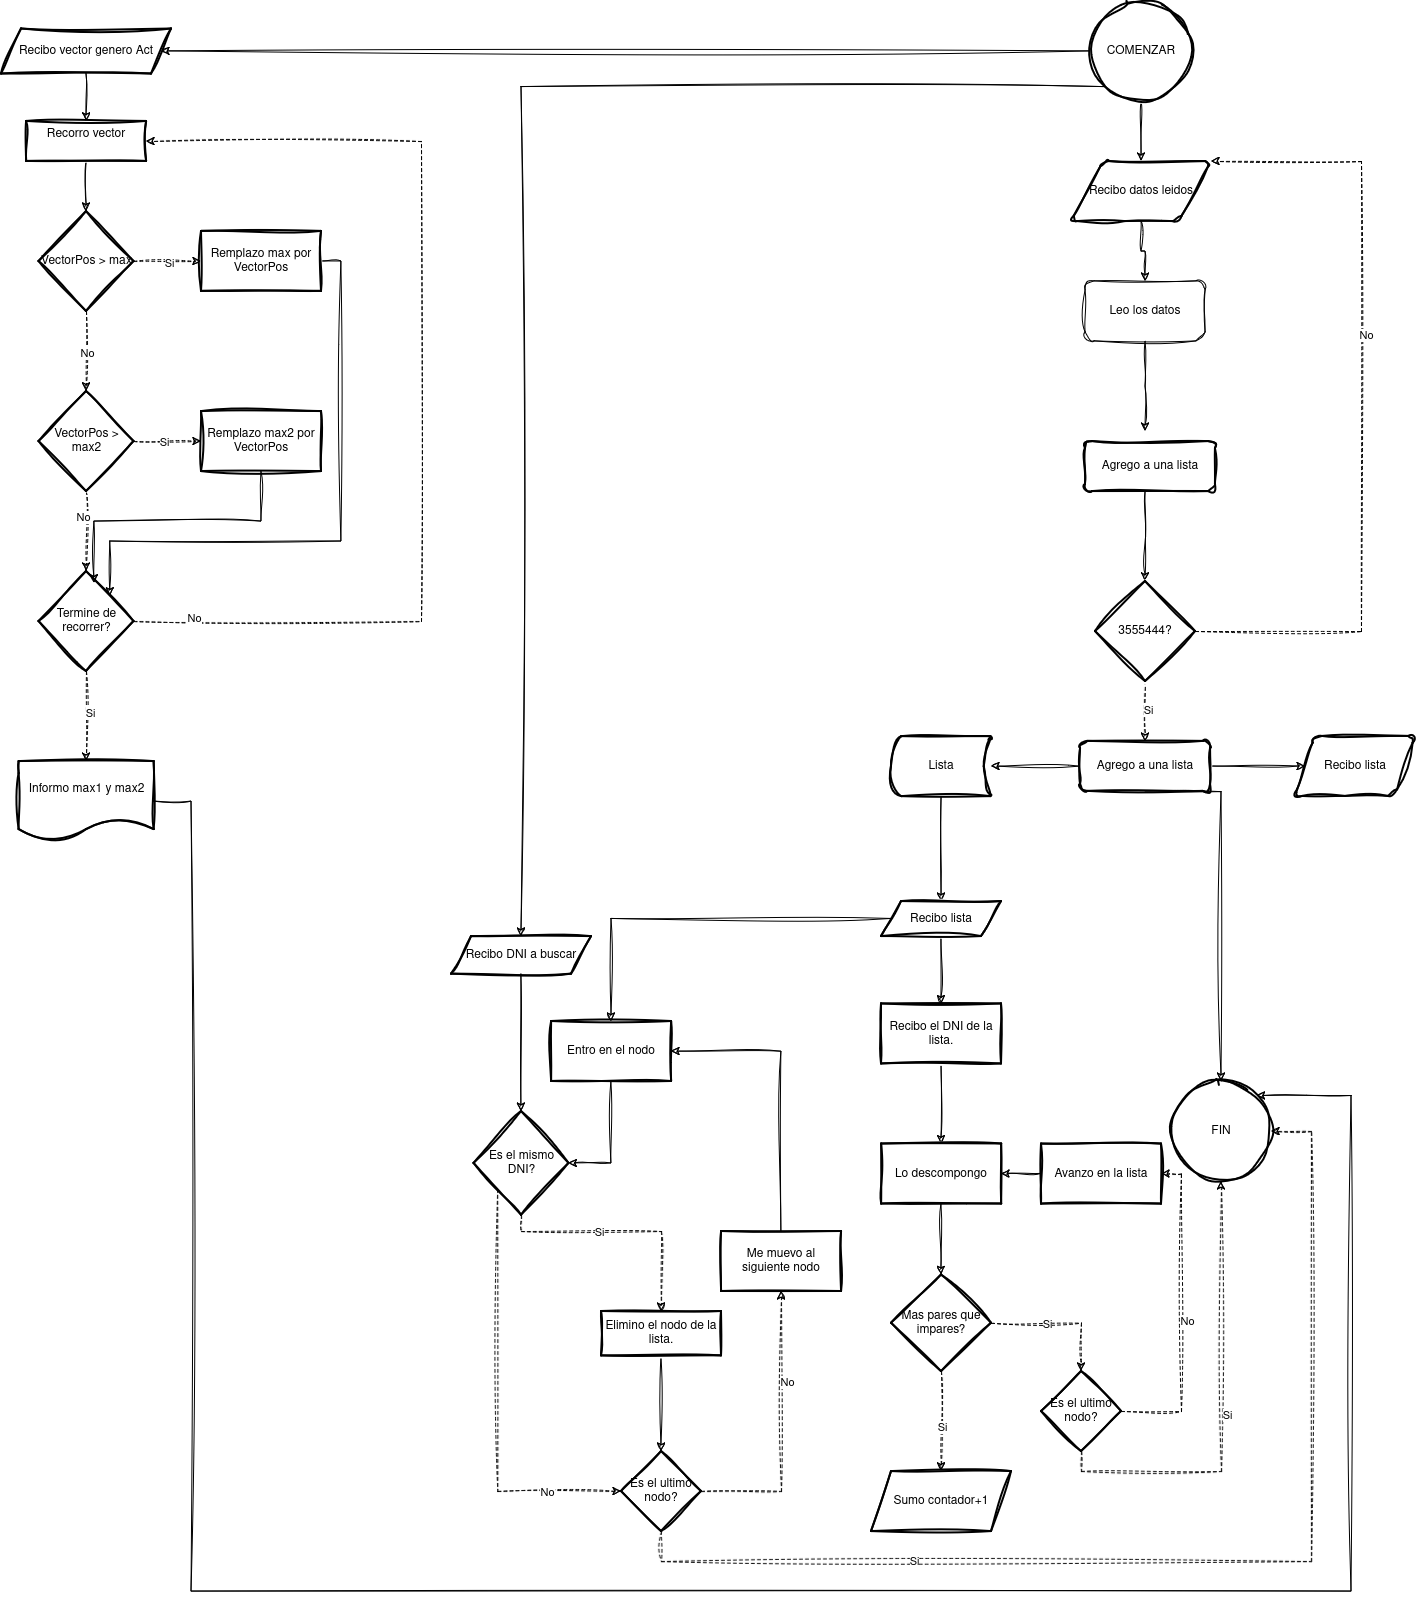 COMENZAR
Recibo vector genero Act
Recorro vector
VectorPos > max
Si
Remplazo max por
VectorPos
No
VectorPos >
max2
Si
Remplazo max2 por
VectorPos
No
Termine de
recorrer?
No
Si
Informo max1 y max2
Recibo datos leidos
Leo los datos
Agrego a una lista
3555444?
No
Si
Agrego a una lista
Lista
Recibo lista
Recibo lista
Recibo DNI a buscar
Entro en el nodo
Es el mismo
DNI?
Si
No
Elimino el nodo de la
lista.
Me muevo al
siguiente nodo
Es el ultimo
nodo?
No
Si
Recibo el DNI de la
lista.
Lo descompongo
Avanzo en la lista
Mas pares que
impares?
Si
Si
Sumo contador+1
Es el ultimo
nodo?
No
Si
FIN